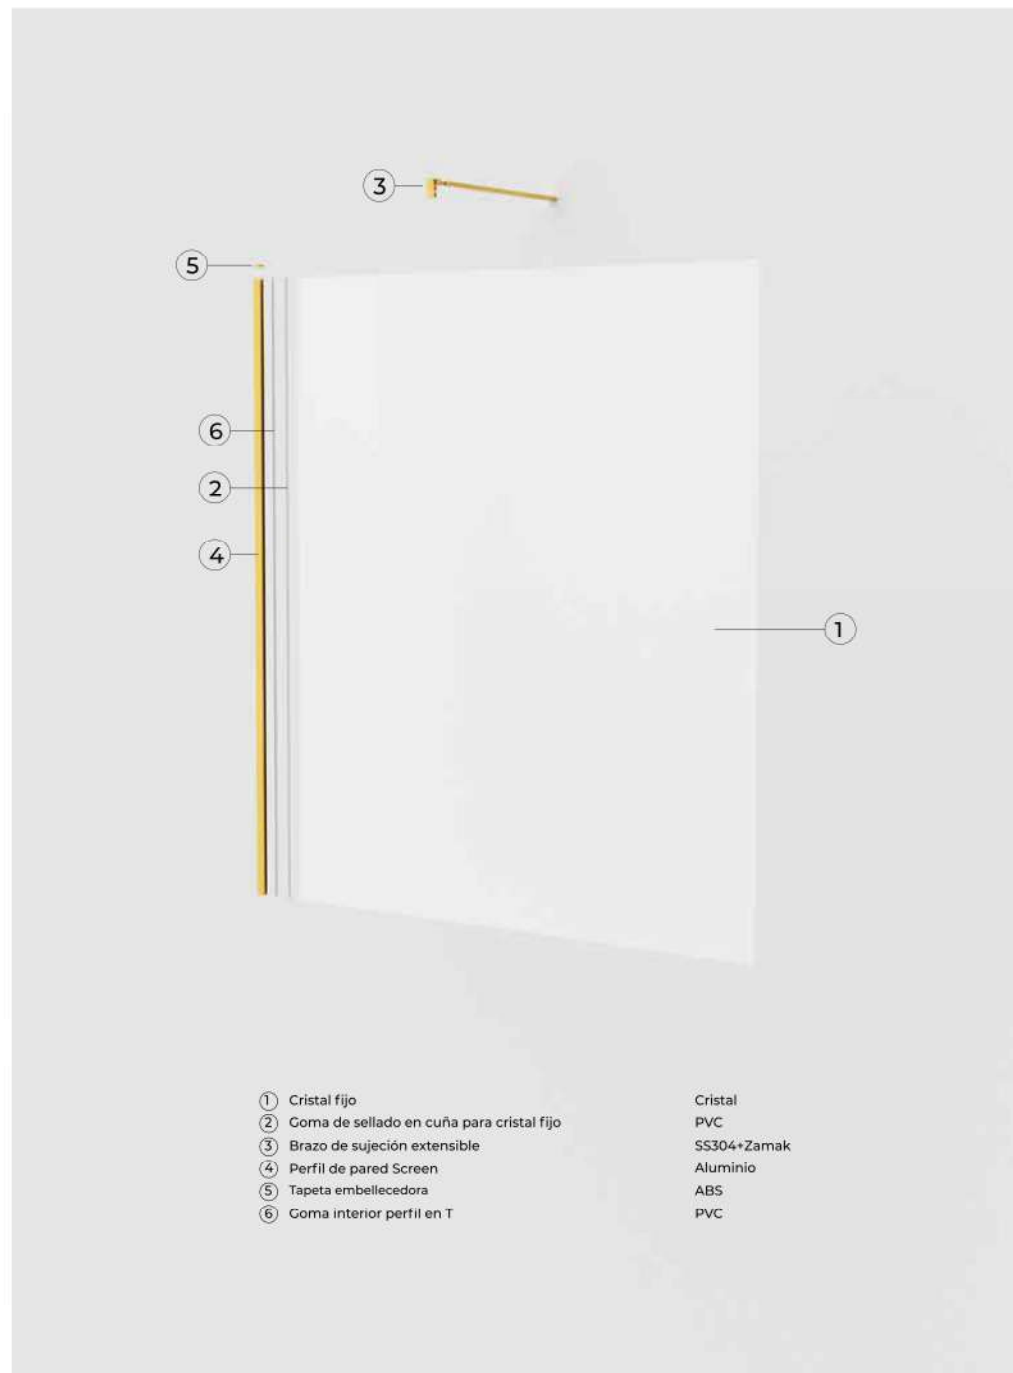 3
5
6
2
4
1
1 Cristal fijo Cristal
2 Goma de sellado en cuña para cristal fijo PVC
3 Brazo de sujeción extensible SS304+Zamak
4 Perfil de pared Screen Aluminio
5 Tapeta embellecedora ABS
6 Goma interior perfil en T PVC